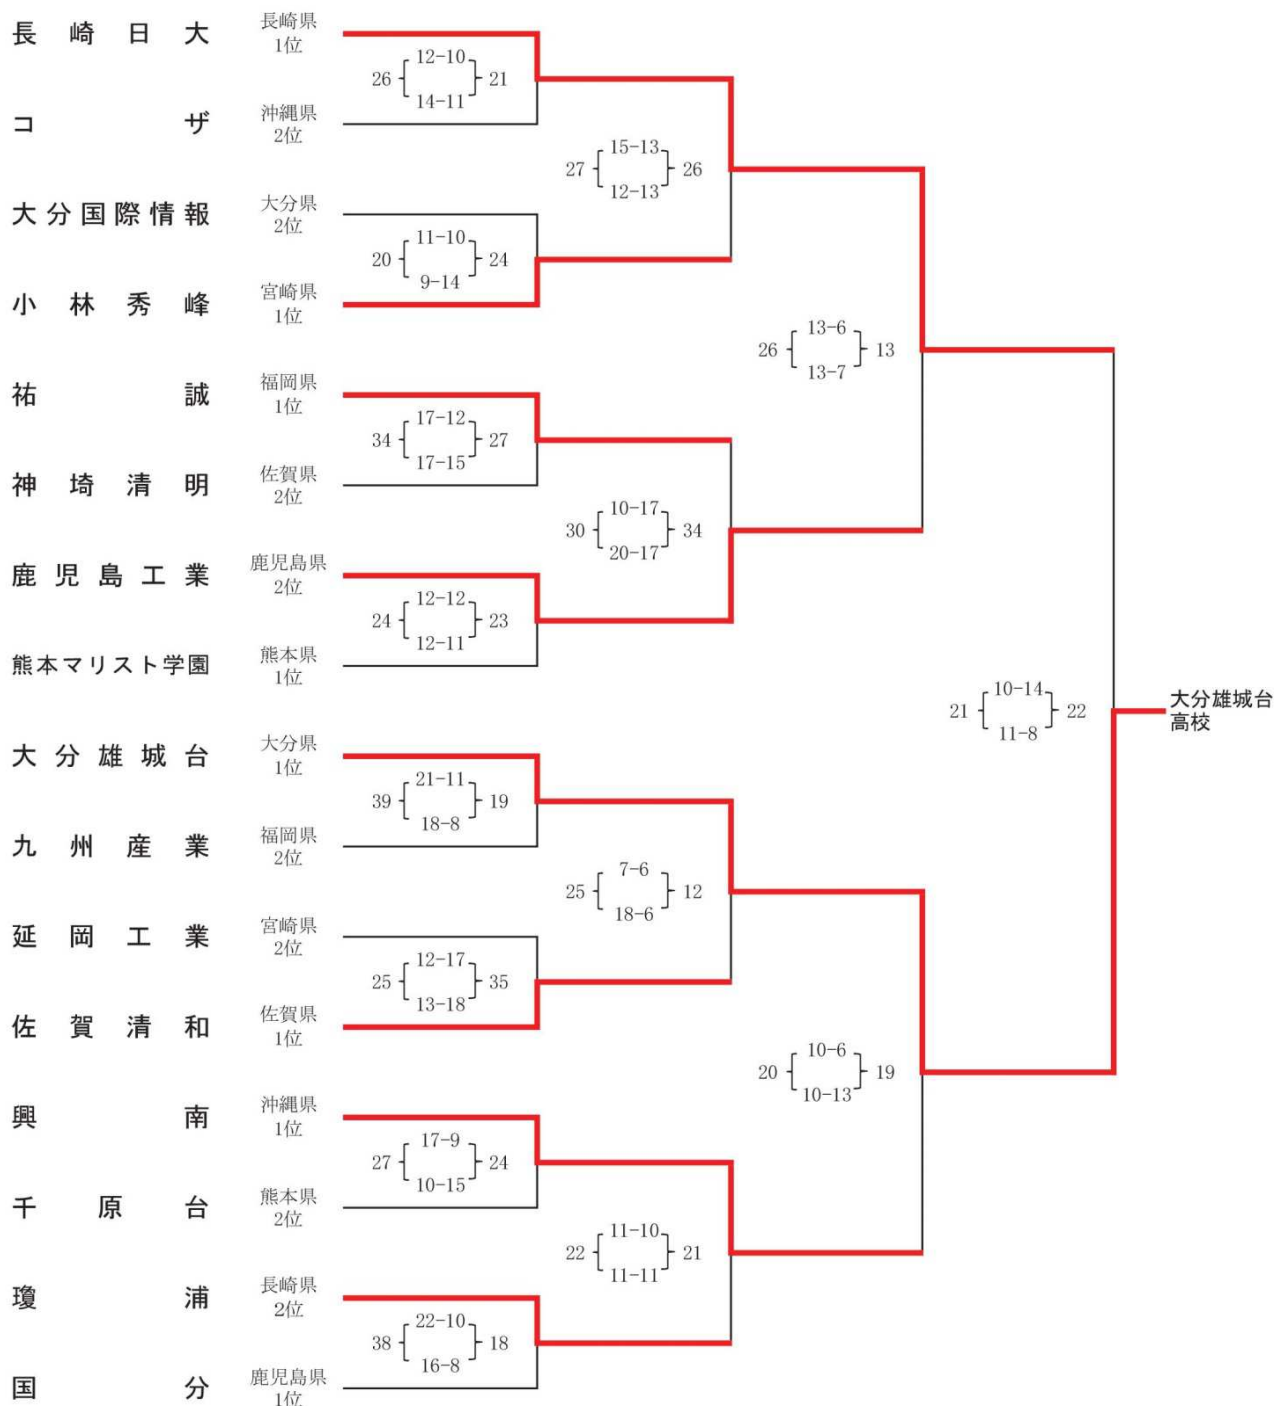 長崎日大
長崎県
1位
12-10
26
21
14-11
コザ
沖縄県
2位
15-13
27
26
12-13
大分国際情報
大分県
2位
11-10
20
24
9-14
小林秀峰
宮崎県
1位
13-6
26
13
13-7
祐誠
福岡県
1位
17-12
34
27
17-15
神埼清明
佐賀県
2位
10-17
30
34
20-17
鹿児島工業
鹿児島県
2位
12-12
24
23
12-11
熊本マリスト学園
熊本県
1位
10-14
21
22
11-8
大分雄城台
高校
大分雄城台
大分県
1位
21-11
39
19
18-8
九州産業
福岡県
2位
7-6
25
12
18-6
延岡工業
宮崎県
2位
12-17
25
35
13-18
佐賀清和
佐賀県
1位
10-6
20
19
10-13
興南
沖縄県
1位
17-9
27
24
10-15
千原台
熊本県
2位
11-10
22
21
11-11
瓊浦
長崎県
2位
22-10
38
18
16-8
国分
鹿児島県
1位